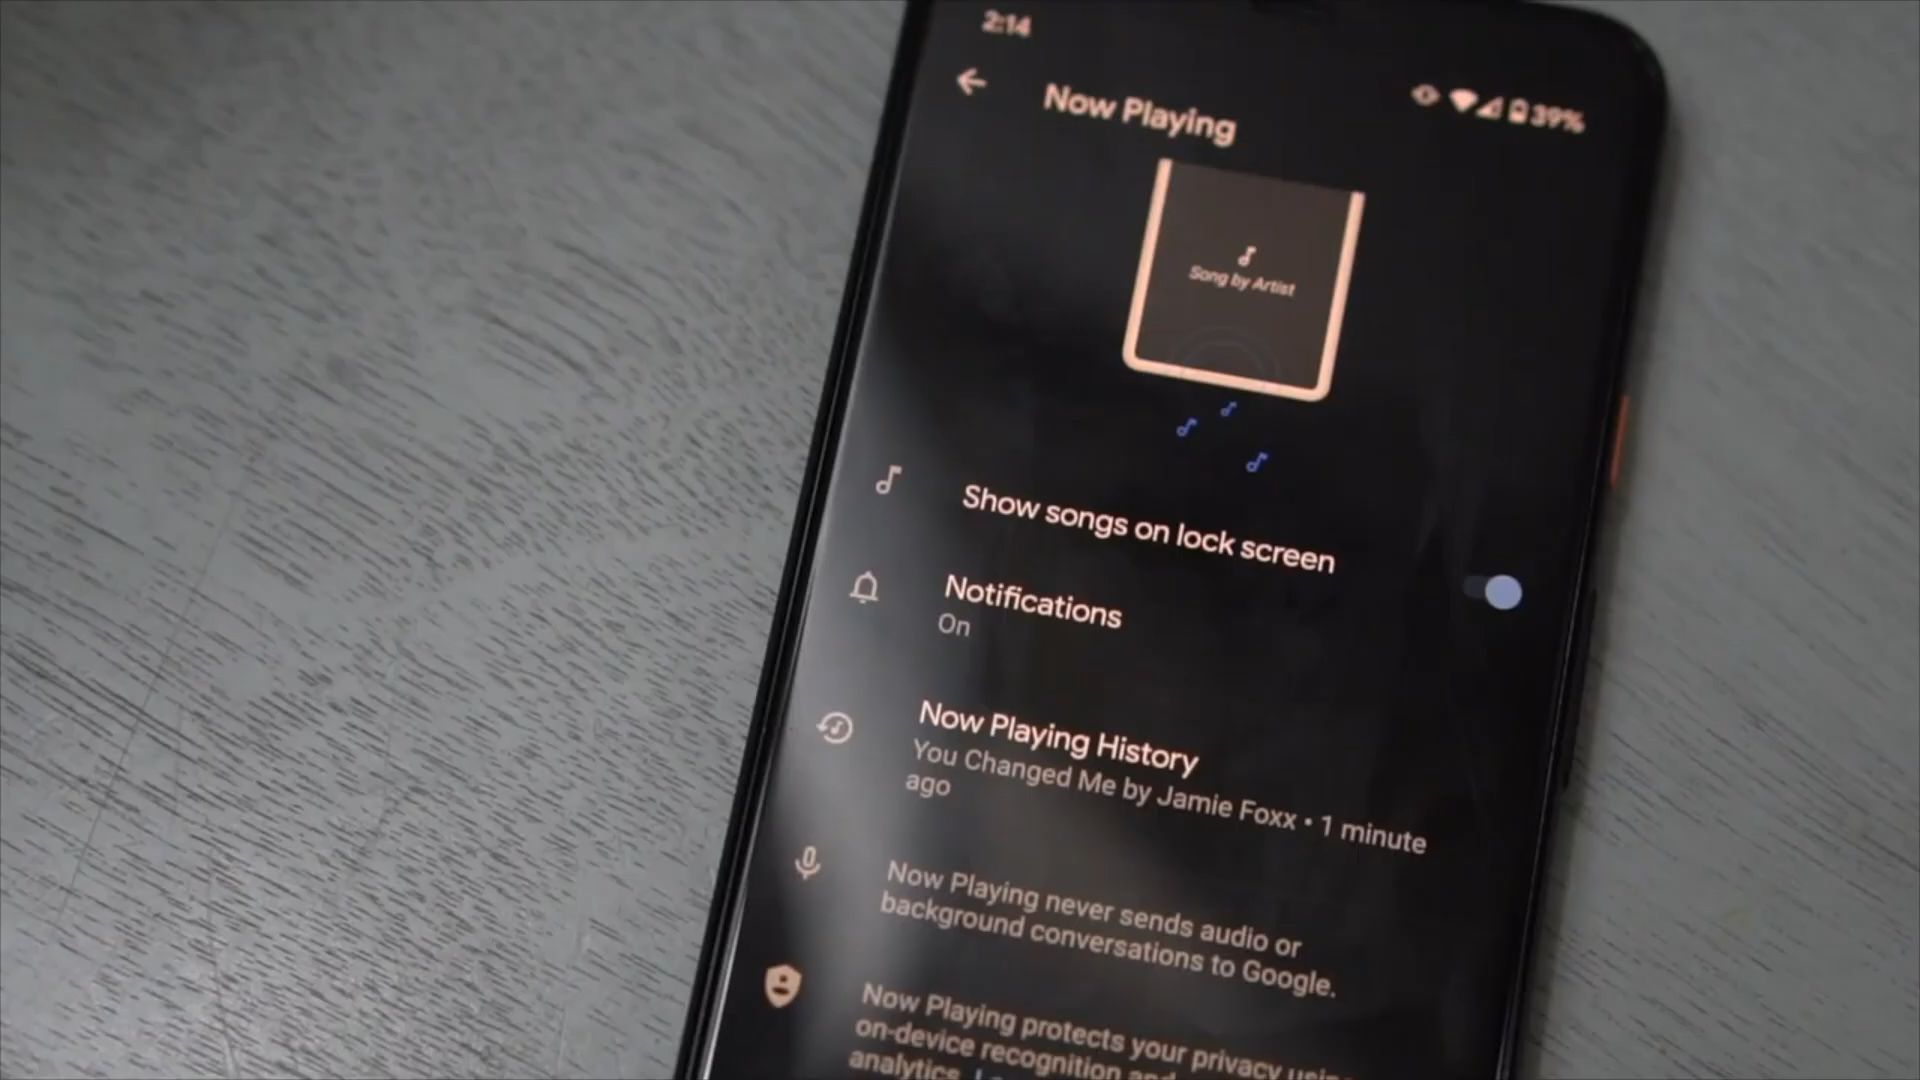 2:14
39%
Now Playing
Song by Artist
Show songs on lock screen
Notifications
On
Now Playing History
You Changed Me by Jamie Foxx • 1 minute
ago
Now Playing never sends audio or
background conversations to Google.
Now Playing protects your privacy using
on-device recognition and
analytics.